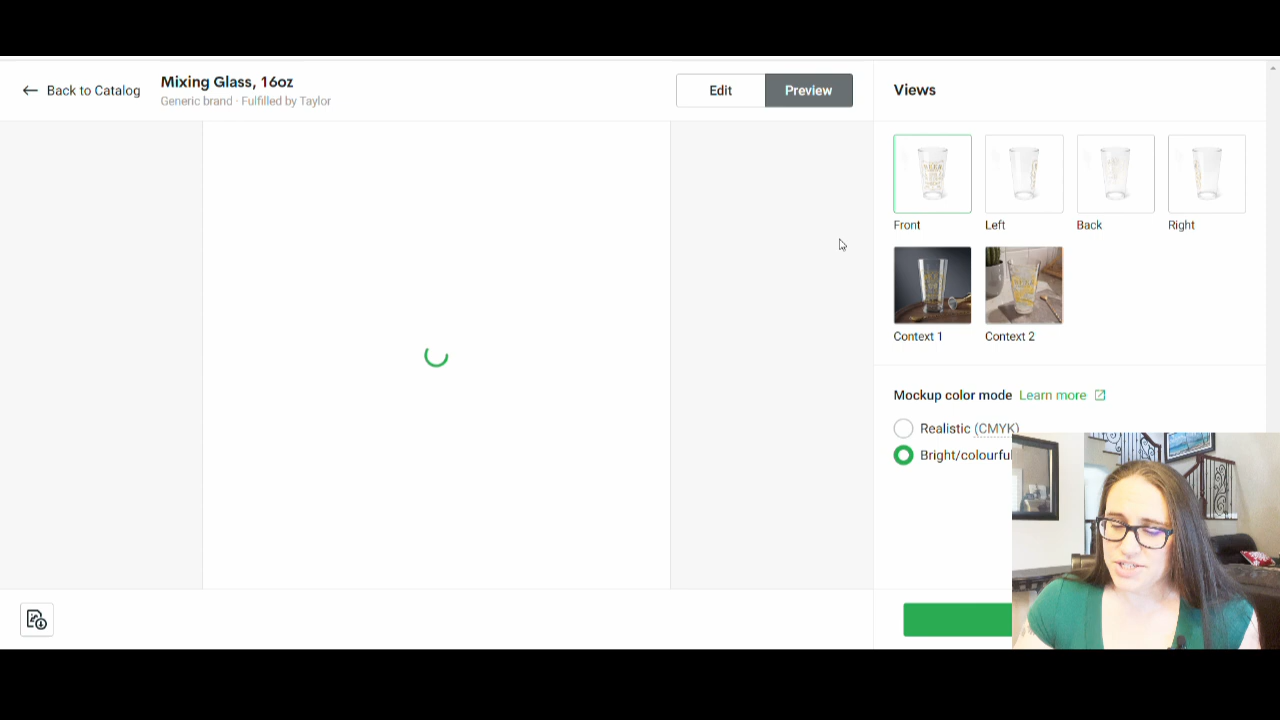 Back to Catalog
Mixing Glass, 16oz
Generic brand · Fulfilled by Taylor
Edit
Preview
Views
Front
Left
Back
Right
Context 1
Context 2
Mockup color mode Learn more
Realistic (CMYK)
Bright/colourful